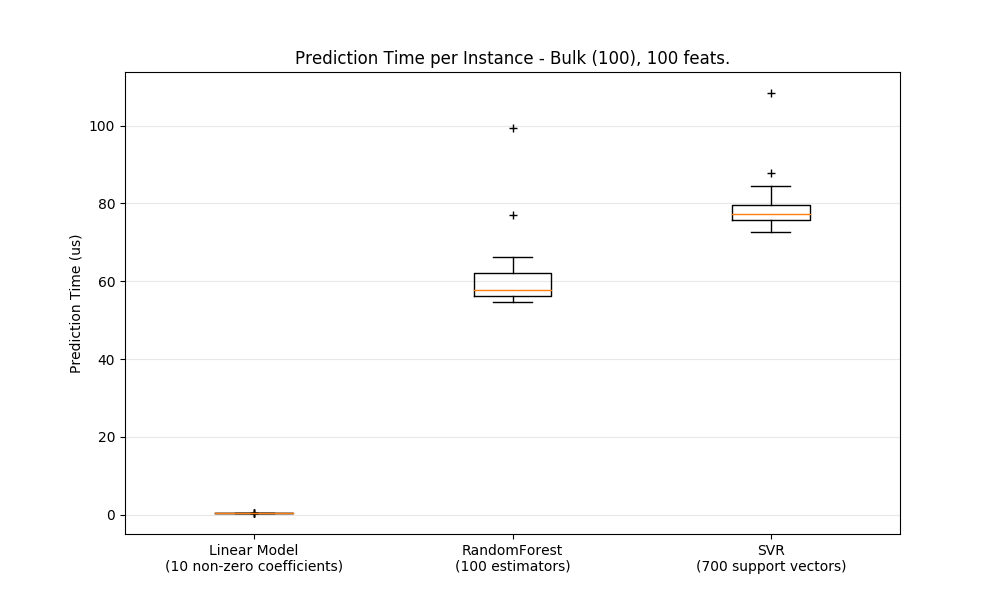 Prediction Time per Instance - Bulk (100), 100 feats.
Prediction Time (us)
100
80
60
40
20
0
Linear Model
(10 non-zero coefficients)
RandomForest
(100 estimators)
SVR
(700 support vectors)